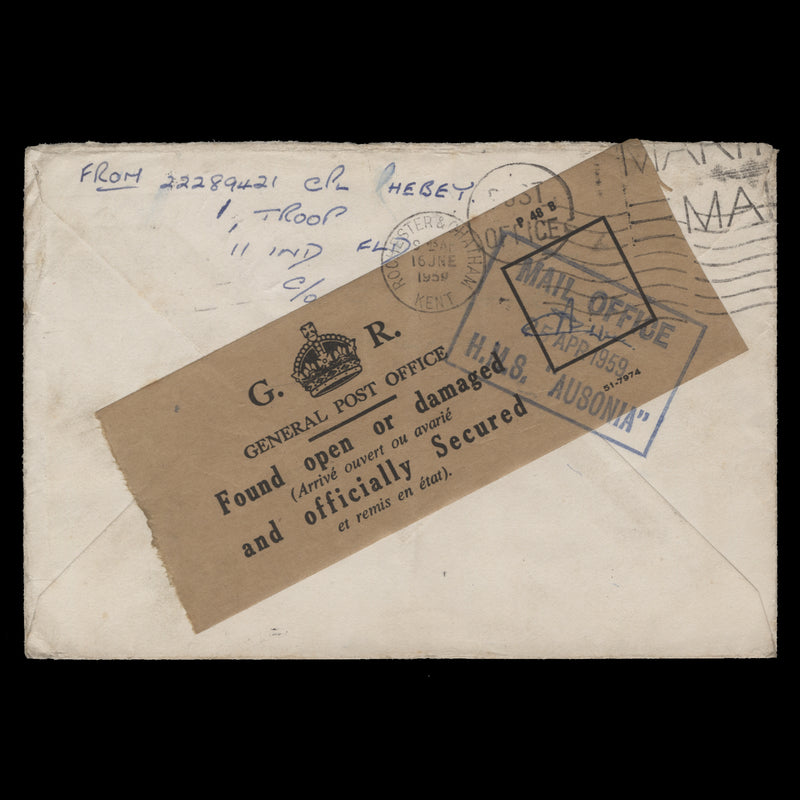 FROM 22289421 CPL HEBEY
1, TROOP
11 IND FLD
C/o
ROCHESTER & CHATHAM
16 JNE
1959
KENT
POST
OFFICE
MA
P 48 B
MAIL OFFICE
APR 1959
H.M.S. AUSONIA"
51-7974
G. R.
GENERAL POST OFFICE
Found open or damaged
(Arrivé ouvert ou avarié
and officially Secured
et remis en état).